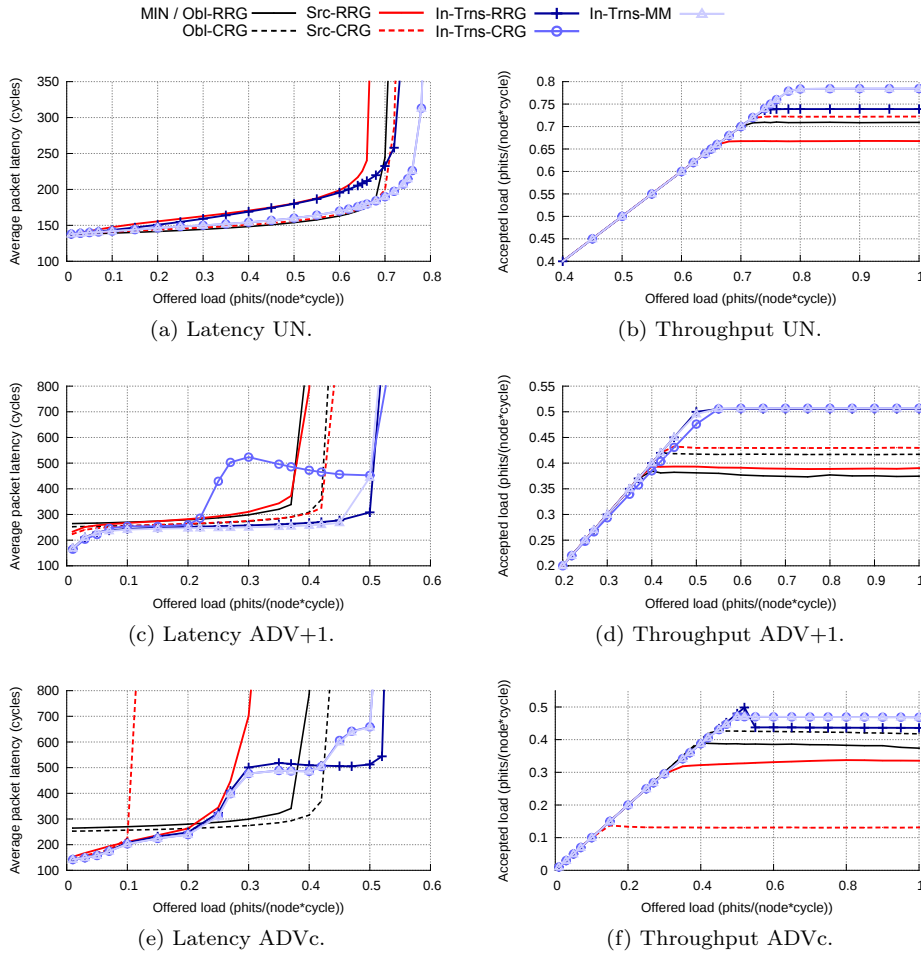 MIN / Obl-RRG Src-RRG In-Trns-RRG In-Trns-MM
Obl-CRG Src-CRG In-Trns-CRG
Average packet latency (cycles)
350
300
250
200
150
100
0 0.1 0.2 0.3 0.4 0.5 0.6 0.7 0.8
Offered load (phits/(node*cycle))
(a) Latency UN.
Accepted load (phits/(node*cycle))
0.8
0.75
0.7
0.65
0.6
0.55
0.5
0.45
0.4
0.4 0.5 0.6 0.7 0.8 0.9 1
Offered load (phits/(node*cycle))
(b) Throughput UN.
Average packet latency (cycles)
800
700
600
500
400
300
200
100
0 0.1 0.2 0.3 0.4 0.5 0.6
Offered load (phits/(node*cycle))
(c) Latency ADV+1.
Accepted load (phits/(node*cycle))
0.55
0.5
0.45
0.4
0.35
0.3
0.25
0.2
0.2 0.3 0.4 0.5 0.6 0.7 0.8 0.9 1
Offered load (phits/(node*cycle))
(d) Throughput ADV+1.
Average packet latency (cycles)
800
700
600
500
400
300
200
100
0 0.1 0.2 0.3 0.4 0.5 0.6
Offered load (phits/(node*cycle))
(e) Latency ADVc.
Accepted load (phits/(node*cycle))
0.5
0.4
0.3
0.2
0.1
0
0 0.2 0.4 0.6 0.8 1
Offered load (phits/(node*cycle))
(f) Throughput ADVc.